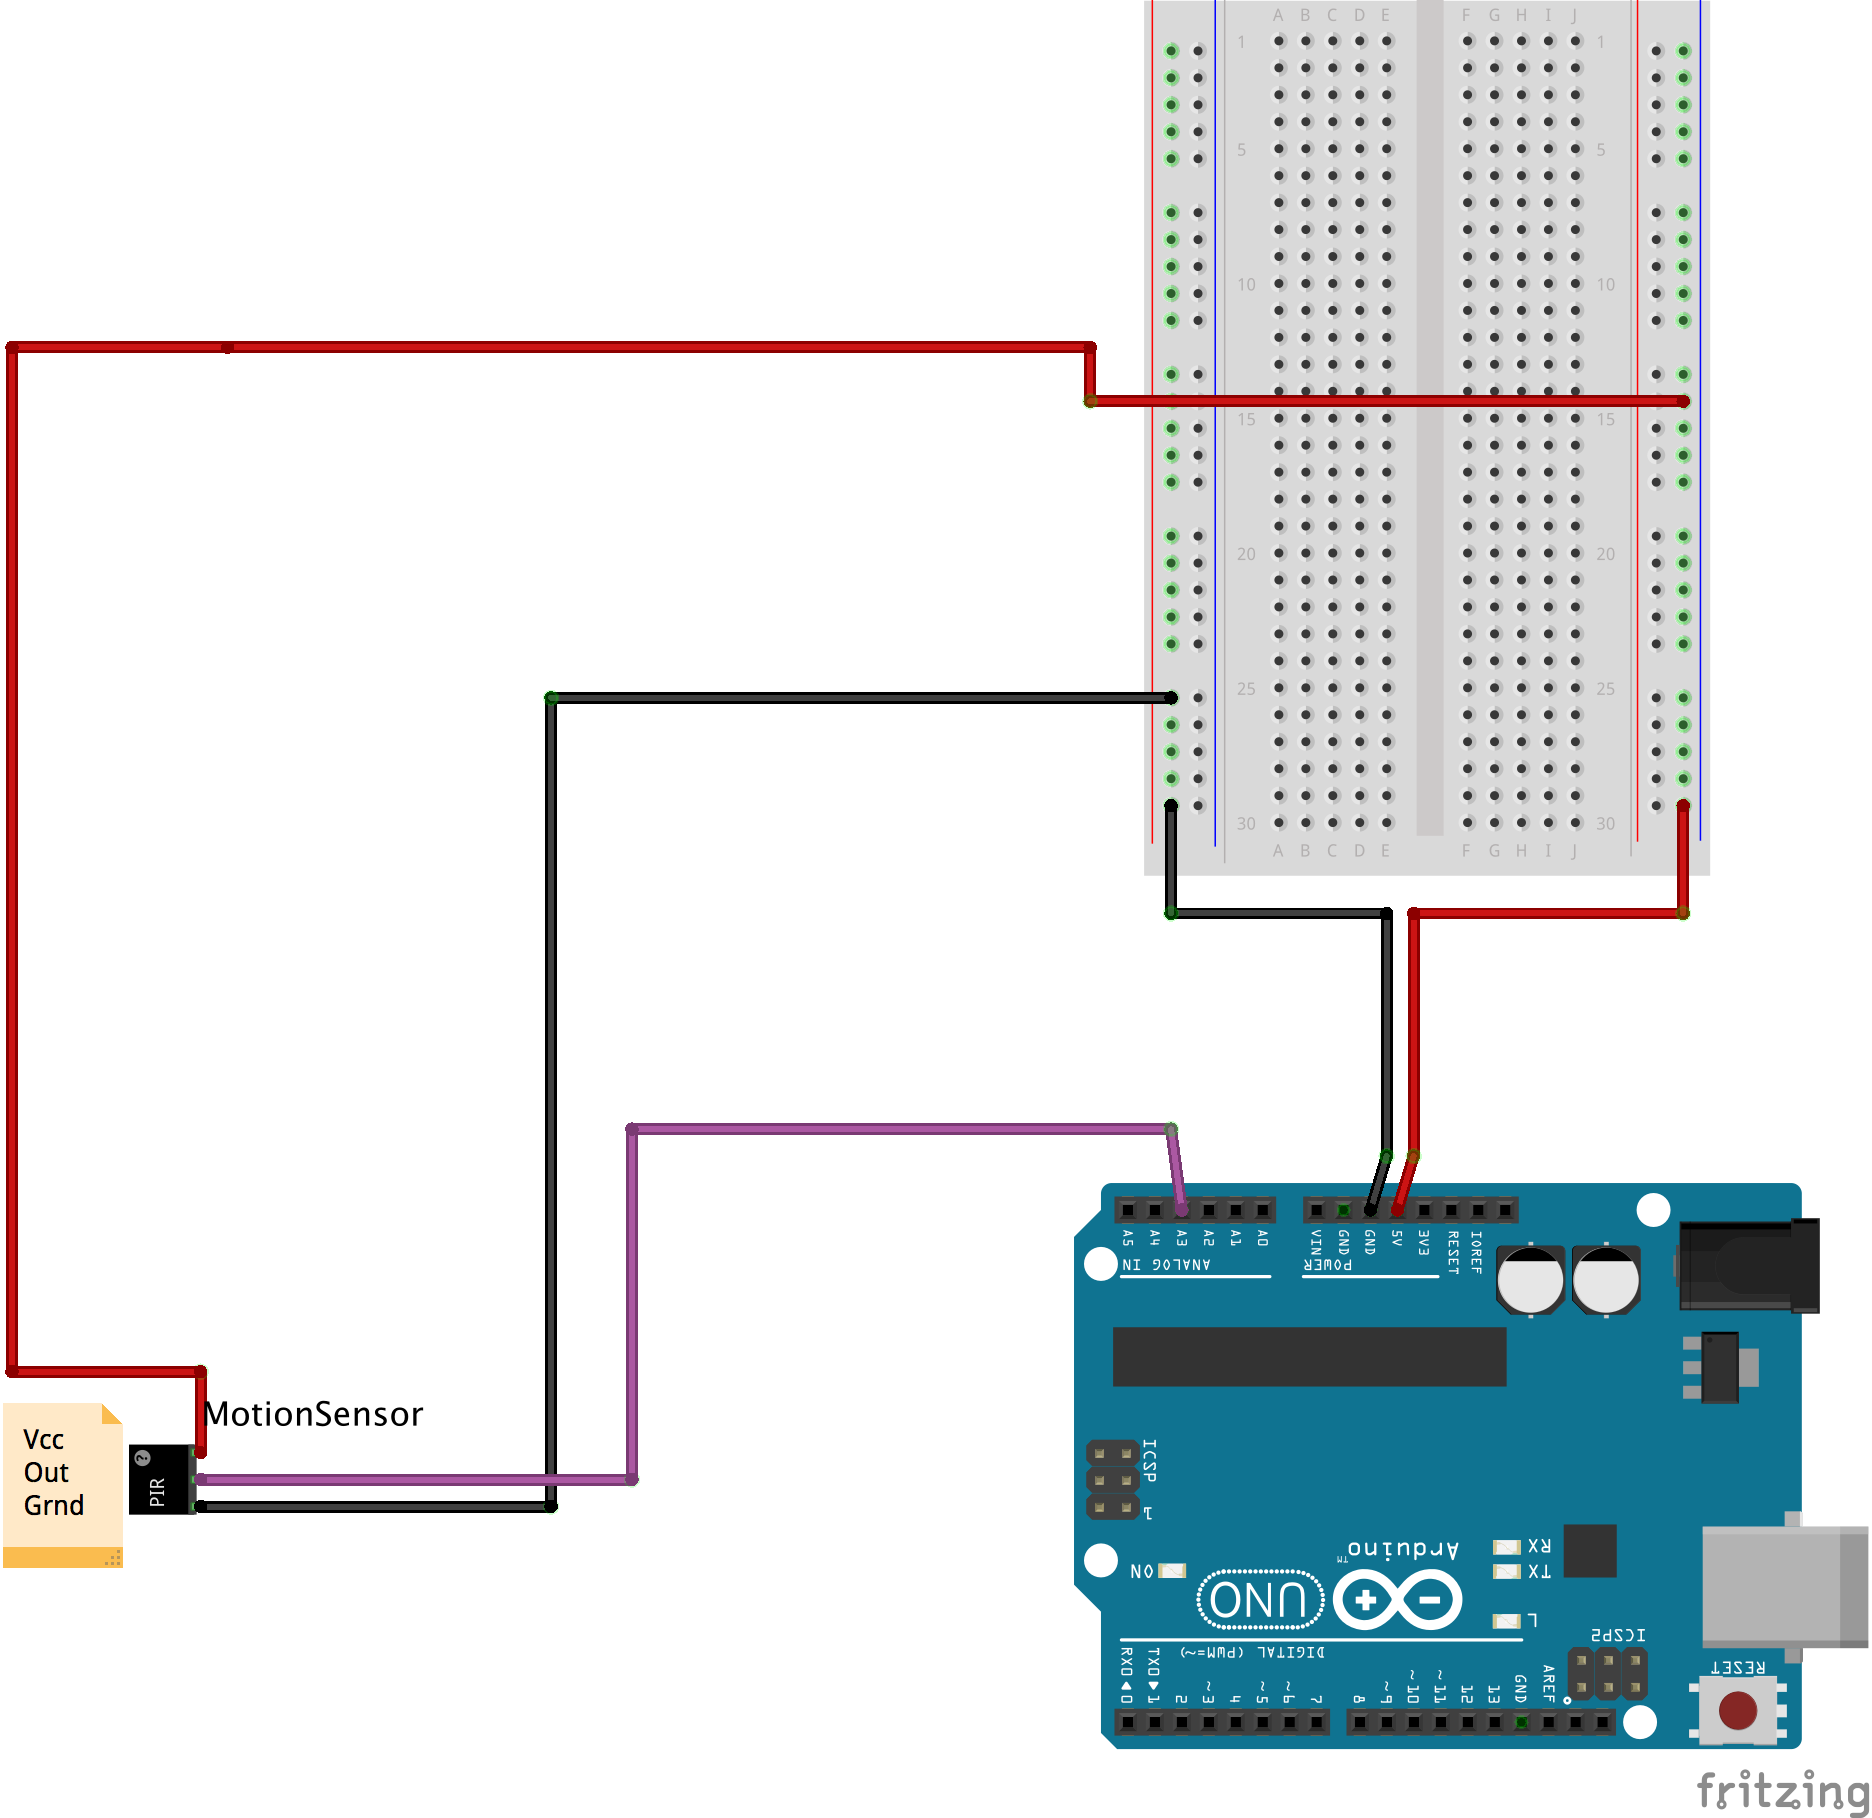 A B C D E F G H I J
1 1
5 5
10 10
15 15
20 20
25 25
30 30
A B C D E F G H I J
A5 A4 A3 A2 A1 A0 VIN GND GND 5V 3V3 RESET IOREF
ANALOG IN POWER
MotionSensor
Vcc
Out
Grnd
PIR
?
ICSP
1
Arduino™
RX
TX
ON
UNO
L
ICSP2
DIGITAL (PWM=~)
RESET
RX0 TX0
0 1 2 ~3 4 ~5 ~6 7 8 ~9 ~10 ~11 12 13 GND AREF
fritzing